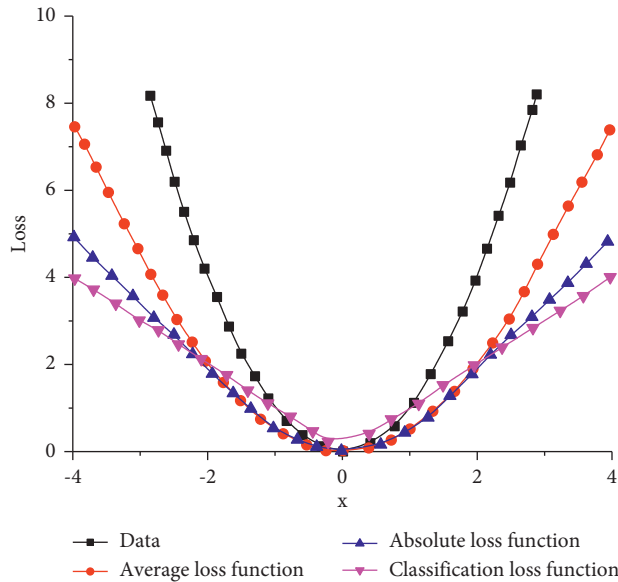 10
8
6
4
2
0
Loss
-4 -2 0 2 4
x
Data
Absolute loss function
Average loss function
Classification loss function